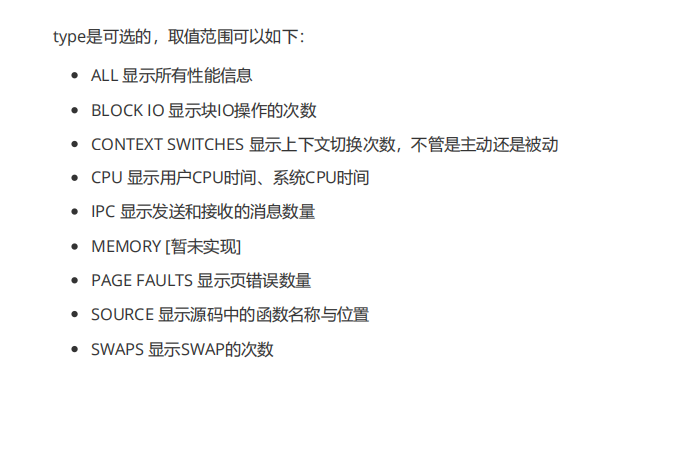 type是可选的，取值范围可以如下：
• ALL 显示所有性能信息
• BLOCK IO 显示块IO操作的次数
• CONTEXT SWITCHES 显示上下文切换次数，不管是主动还是被动
• CPU 显示用户CPU时间、系统CPU时间
• IPC 显示发送和接收的消息数量
• MEMORY [暂未实现]
• PAGE FAULTS 显示页错误数量
• SOURCE 显示源码中的函数名称与位置
• SWAPS 显示SWAP的次数